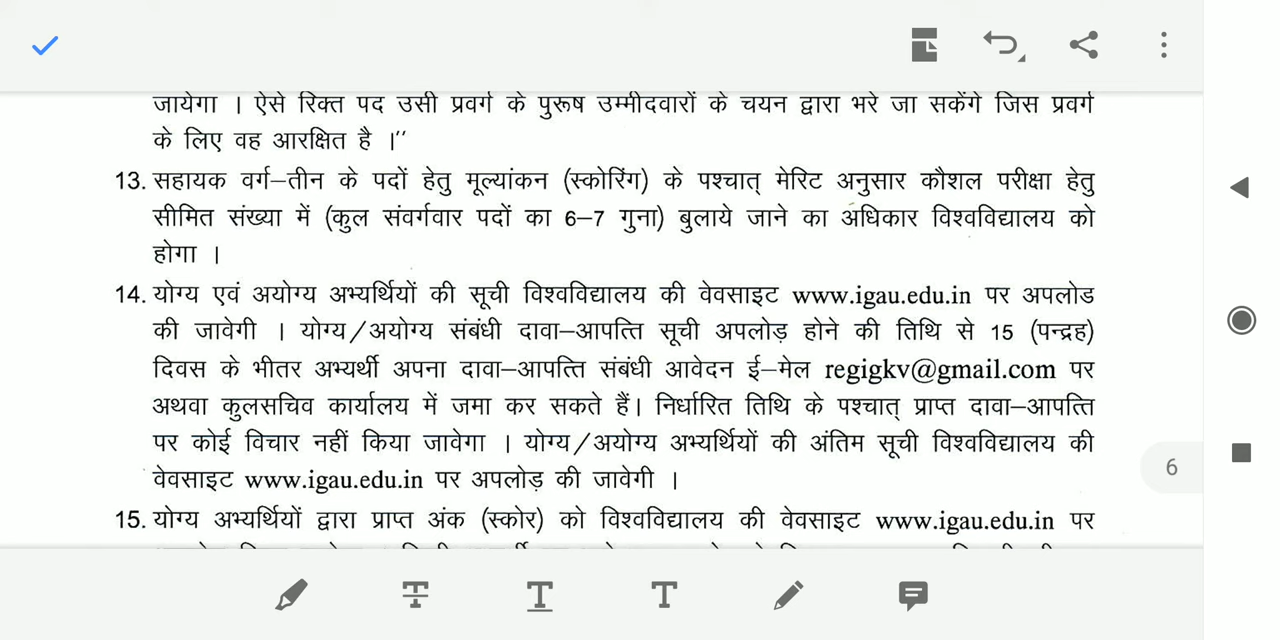 जायेगा । ऐसे रिक्त पद उसी प्रवर्ग के पुरूष उम्मीदवारों के चयन द्वारा भरे जा सकेंगे जिस प्रवर्ग
के लिए वह आरक्षित है ।''
13. सहायक वर्ग–तीन के पदों हेतु मूल्यांकन (स्कोरिंग) के पश्चात् मेरिट अनुसार कौशल परीक्षा हेतु
सीमित संख्या में (कुल संवर्गवार पदों का 6–7 गुना) बुलाये जाने का अधिकार विश्वविद्यालय को
होगा ।
14. योग्य एवं अयोग्य अभ्यर्थियों की सूची विश्वविद्यालय की वेवसाइट www.igau.edu.in पर अपलोड
की जावेगी । योग्य/अयोग्य संबंधी दावा–आपत्ति सूची अपलोड़ होने की तिथि से 15 (पन्द्रह)
दिवस के भीतर अभ्यर्थी अपना दावा–आपत्ति संबंधी आवेदन ई–मेल regigkv@gmail.com पर
अथवा कुलसचिव कार्यालय में जमा कर सकते हैं। निर्धारित तिथि के पश्चात् प्राप्त दावा–आपत्ति
पर कोई विचार नहीं किया जावेगा । योग्य/अयोग्य अभ्यर्थियों की अंतिम सूची विश्वविद्यालय की
वेवसाइट www.igau.edu.in पर अपलोड़ की जावेगी ।
6
15. योग्य अभ्यर्थियों द्वारा प्राप्त अंक (स्कोर) को विश्वविद्यालय की वेवसाइट www.igau.edu.in पर